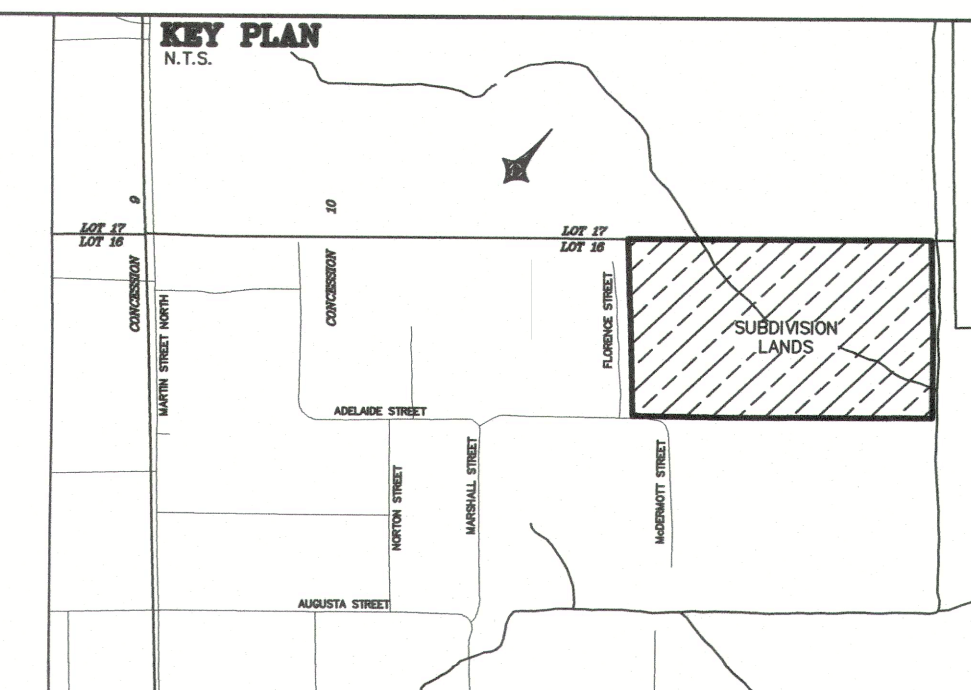 KEY PLAN
N.T.S.
9
10
LOT 17
LOT 16
LOT 17
LOT 16
CONCESSION
CONCESSION
MARTIN STREET NORTH
FLORENCE STREET
SUBDIVISION
LANDS
ADELAIDE STREET
NORTON STREET
MARSHALL STREET
McDERMOTT STREET
AUGUSTA STREET